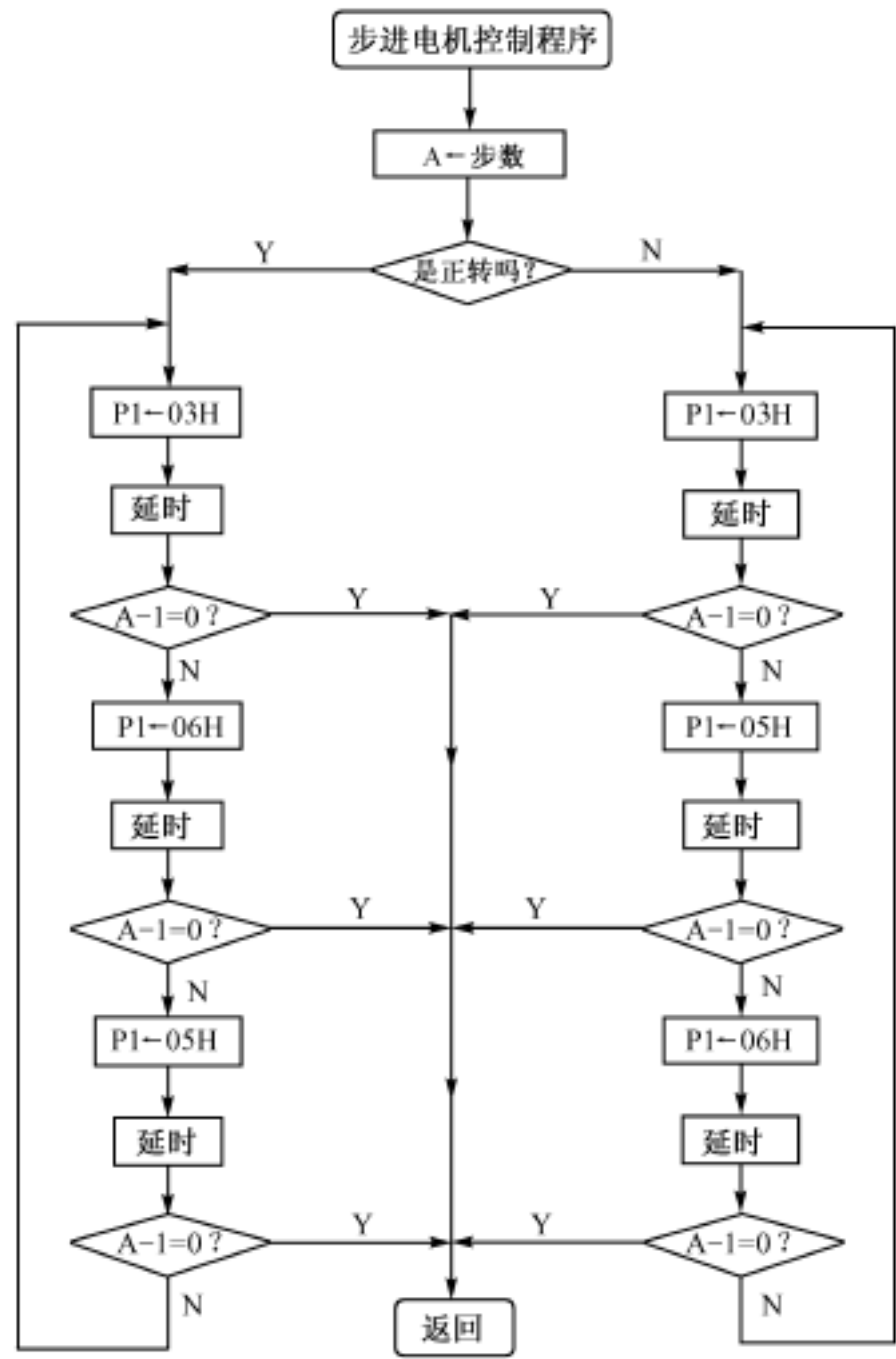 步进电机控制程序
A←步数
是正转吗?
Y
N
P1←03H
延时
A-1=0?
Y
N
P1←06H
延时
A-1=0?
Y
N
P1←05H
延时
A-1=0?
Y
N
P1←03H
延时
A-1=0?
Y
N
P1←05H
延时
A-1=0?
Y
N
P1←06H
延时
A-1=0?
Y
N
返回